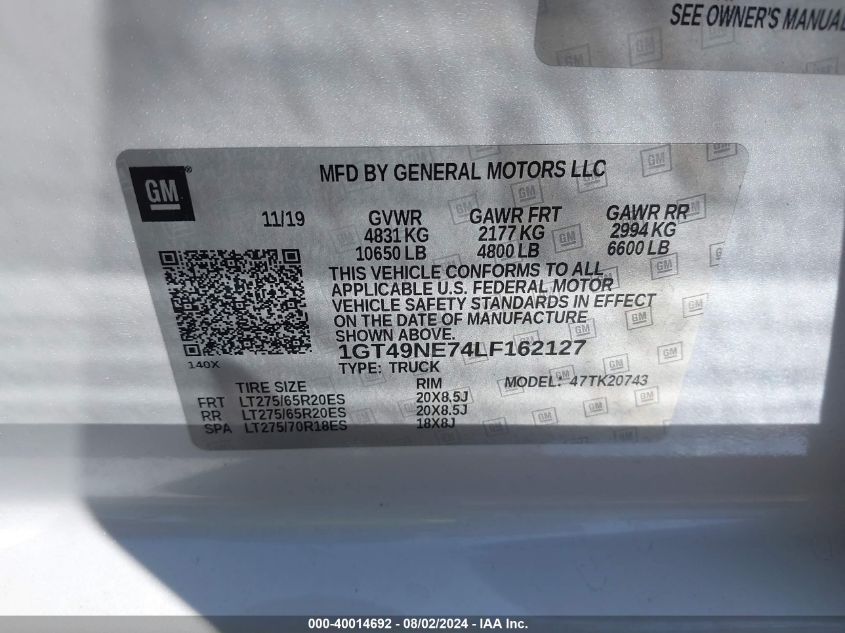 SEE OWNER'S MANUAL
GM
MFD BY GENERAL MOTORS LLC
11/19 GVWR GAWR FRT GAWR RR
4831 KG 2177 KG 2994 KG
10650 LB 4800 LB 6600 LB
THIS VEHICLE CONFORMS TO ALL
APPLICABLE U.S. FEDERAL MOTOR
VEHICLE SAFETY STANDARDS IN EFFECT
ON THE DATE OF MANUFACTURE
SHOWN ABOVE.
140X
1GT49NE74LF162127
TYPE: TRUCK MODEL: 47TK20743
TIRE SIZE RIM
FRT LT275/65R20ES 20X8.5J
RR LT275/65R20ES 20X8.5J
SPA LT275/70R18ES 18X8J
000-40014692 - 08/02/2024 - IAA Inc.